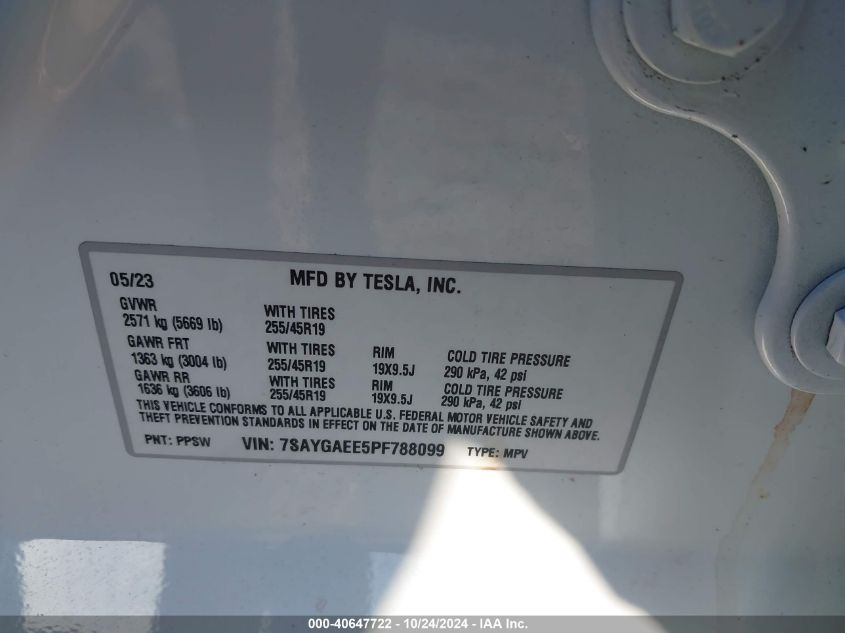 05/23 MFD BY TESLA, INC.
GVWR
2571 kg (5669 lb) WITH TIRES 255/45R19
GAWR FRT
1363 kg (3004 lb) WITH TIRES 255/45R19 RIM 19X9.5J COLD TIRE PRESSURE 290 kPa, 42 psi
GAWR RR
1636 kg (3606 lb) WITH TIRES 255/45R19 RIM 19X9.5J COLD TIRE PRESSURE 290 kPa, 42 psi
THIS VEHICLE CONFORMS TO ALL APPLICABLE U.S. FEDERAL MOTOR VEHICLE SAFETY AND
THEFT PREVENTION STANDARDS IN EFFECT ON THE DATE OF MANUFACTURE SHOWN ABOVE.
PNT: PPSW VIN: 7SAYGAEE5PF788099 TYPE: MPV
000-40647722 - 10/24/2024 - IAA Inc.